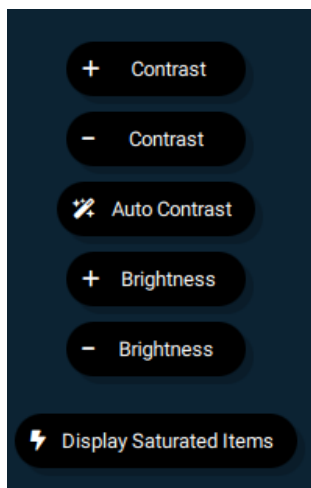 + Contrast
- Contrast
Auto Contrast
+ Brightness
- Brightness
Display Saturated Items